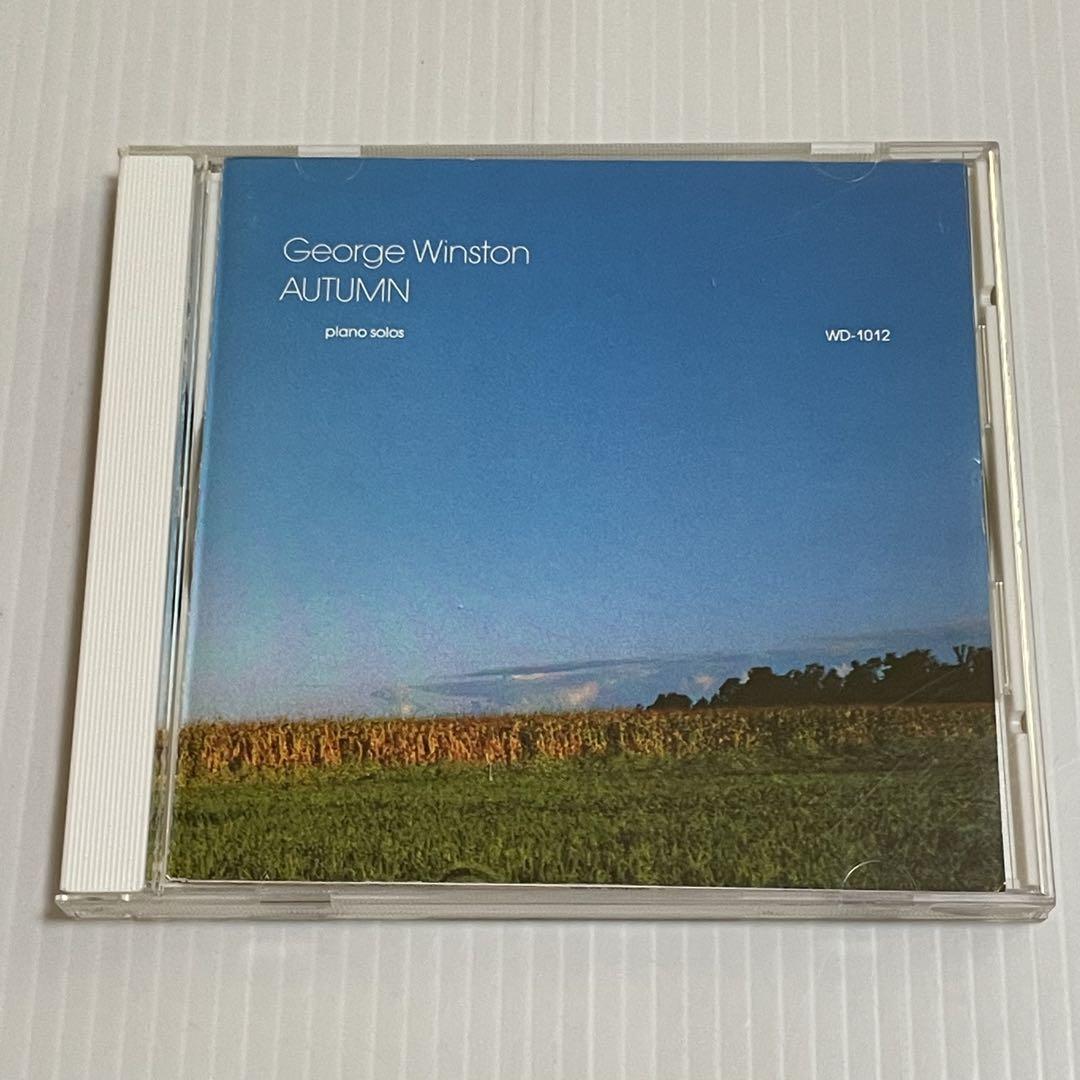 George Winston
AUTUMN
piano solos
WD-1012